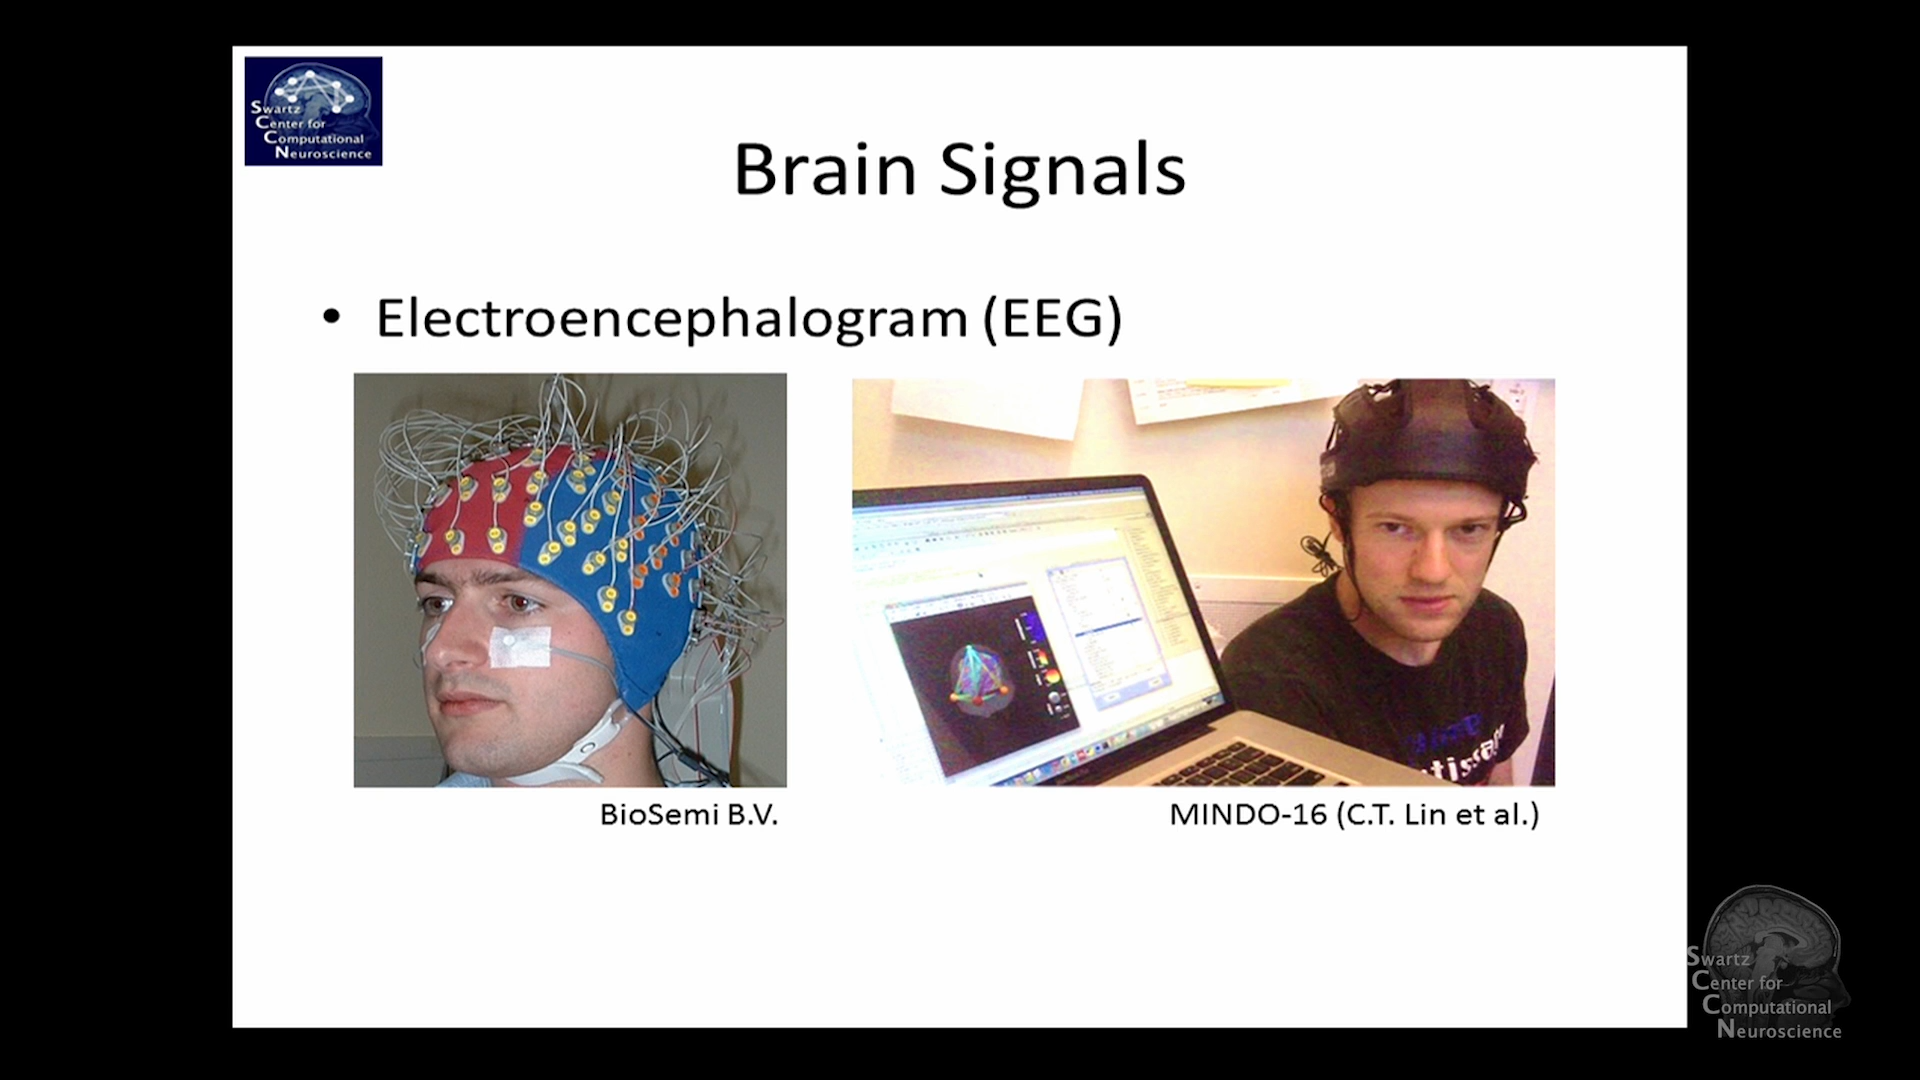 Swartz
Center for
Computational
Neuroscience
Brain Signals
• Electroencephalogram (EEG)
BioSemi B.V.
MINDO-16 (C.T. Lin et al.)
Swartz
Center for
Computational
Neuroscience